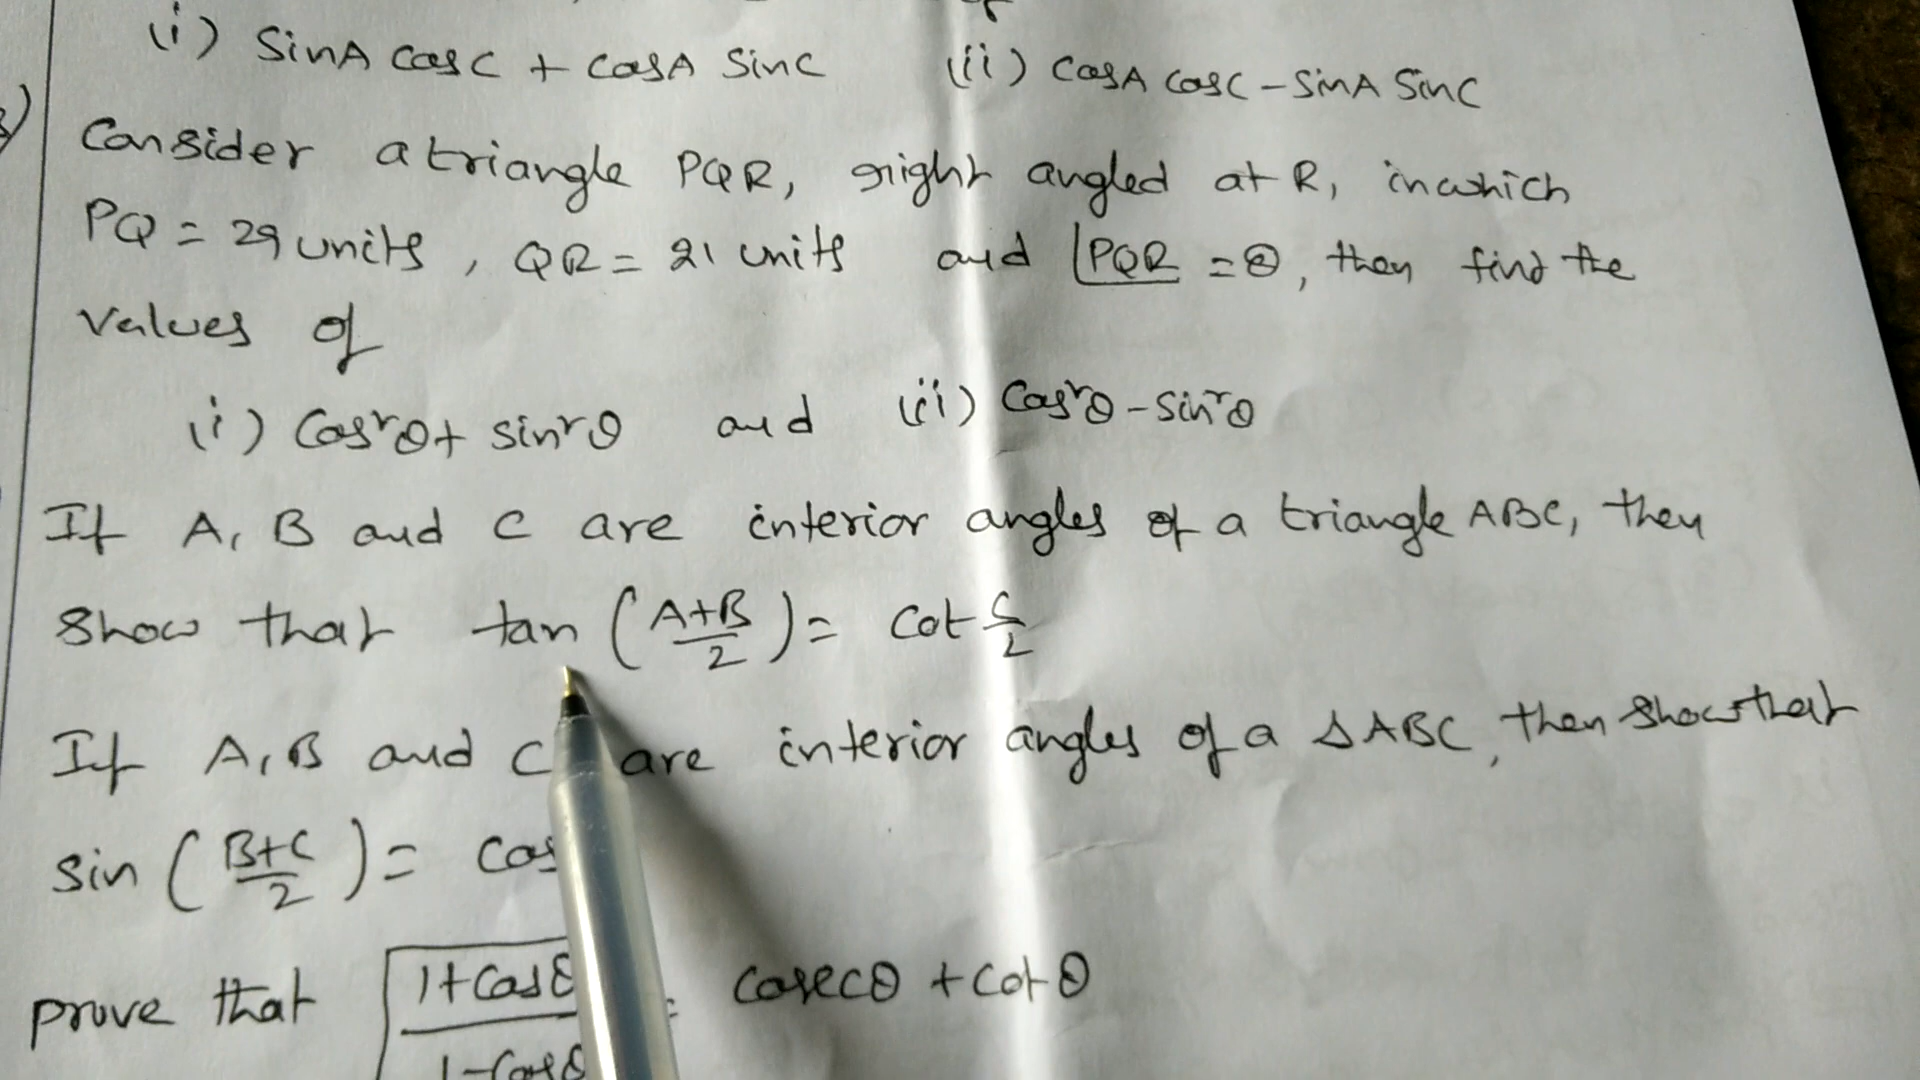 (i) SinA CosC + CosA SinC (ii) CosA CosC - SinA SinC
Consider a triangle PQR, right angled at R, in which
PQ = 29 units, QR = 21 units and ∠PQR = θ, then find the
Values of
(i) Cos²θ + sin²θ and (ii) Cos²θ - Sin²θ
If A, B and C are interior angles of a triangle ABC, then
Show that tan (A+B/2) = Cot C/2
If A, B and C are interior angles of a ΔABC, then show that
sin (B+C/2) = Cos
prove that √1+Cosθ = Cosecθ + Cotθ
1-Cosθ